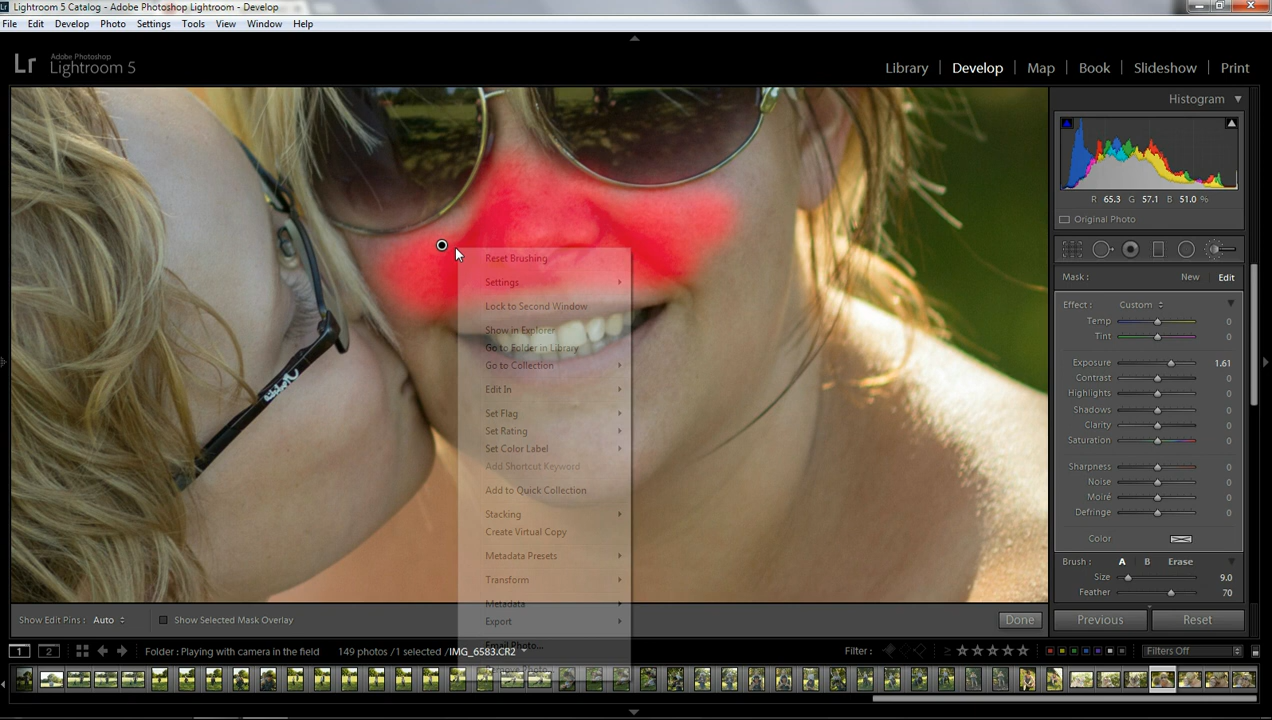 Lightroom 5 Catalog - Adobe Photoshop Lightroom - Develop
File Edit Develop Photo Settings Tools View Window Help
Lr Adobe Photoshop
Lightroom 5
Library Develop Map Book Slideshow Print
Histogram
R 65.3 G 57.1 B 51.0 %
Original Photo
Mask : New Edit
Effect : Custom
Temp 0
Tint 0
Exposure 1.61
Contrast 0
Highlights 0
Shadows 0
Clarity 0
Saturation 0
Sharpness 0
Noise 0
Moiré 0
Defringe 0
Color
Brush : A B Erase
Size 9.0
Feather 70
Previous Reset
Reset Brushing
Settings
Lock to Second Window
Show in Explorer
Go to Folder in Library
Go to Collection
Edit In
Set Flag
Set Rating
Set Color Label
Add Shortcut Keyword
Add to Quick Collection
Stacking
Create Virtual Copy
Metadata Presets
Transform
Metadata
Export
Email Photo...
Show Edit Pins : Auto Show Selected Mask Overlay Done
1 2 Folder : Playing with camera in the field 149 photos /1 selected /IMG_6583.CR2 Filter : Filters Off